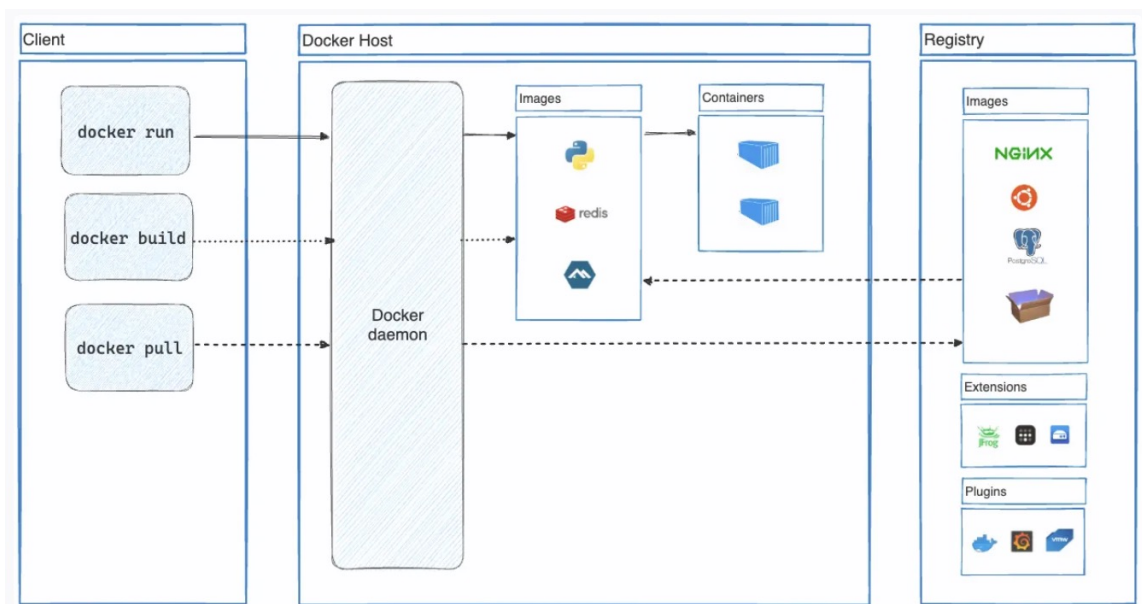 Client
docker run
docker build
docker pull
Docker Host
Docker
daemon
Images
redis
Containers
Registry
Images
NGINX
PostgreSQL
Extensions
jFrog
Plugins
vmw